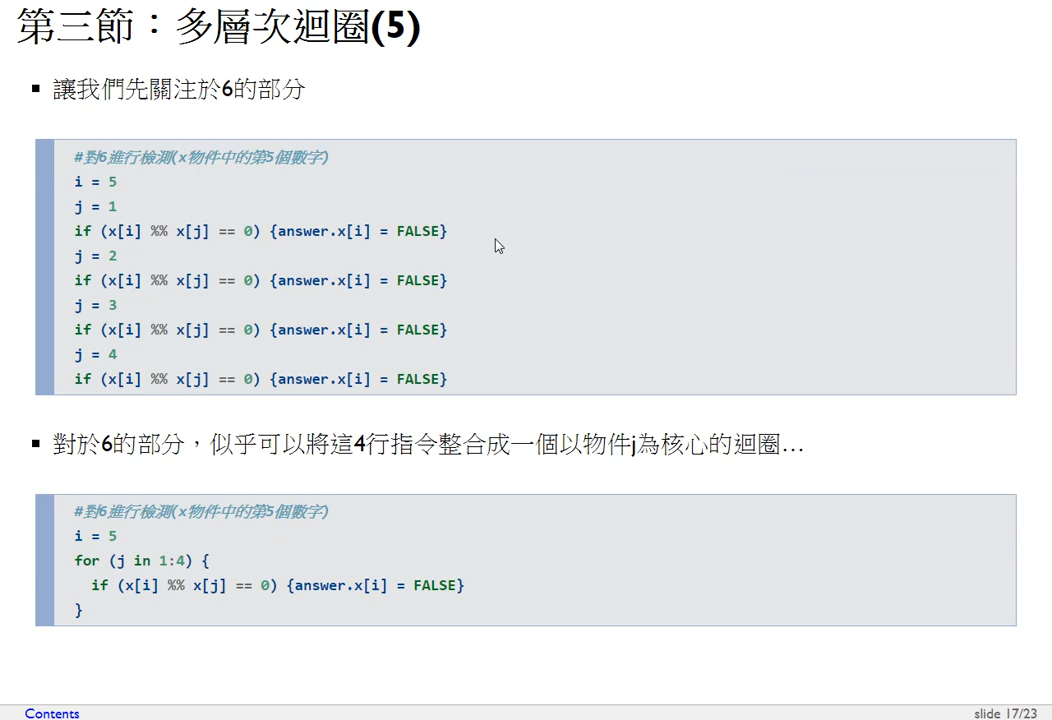 第三節：多層次迴圈(5)
▪ 讓我們先關注於6的部分
#對6進行檢測(x物件中的第5個數字)
i = 5
j = 1
if (x[i] %% x[j] == 0) {answer.x[i] = FALSE}
j = 2
if (x[i] %% x[j] == 0) {answer.x[i] = FALSE}
j = 3
if (x[i] %% x[j] == 0) {answer.x[i] = FALSE}
j = 4
if (x[i] %% x[j] == 0) {answer.x[i] = FALSE}
▪ 對於6的部分，似乎可以將這4行指令整合成一個以物件j為核心的迴圈…
#對6進行檢測(x物件中的第5個數字)
i = 5
for (j in 1:4) {
  if (x[i] %% x[j] == 0) {answer.x[i] = FALSE}
}
Contents
slide 17/23